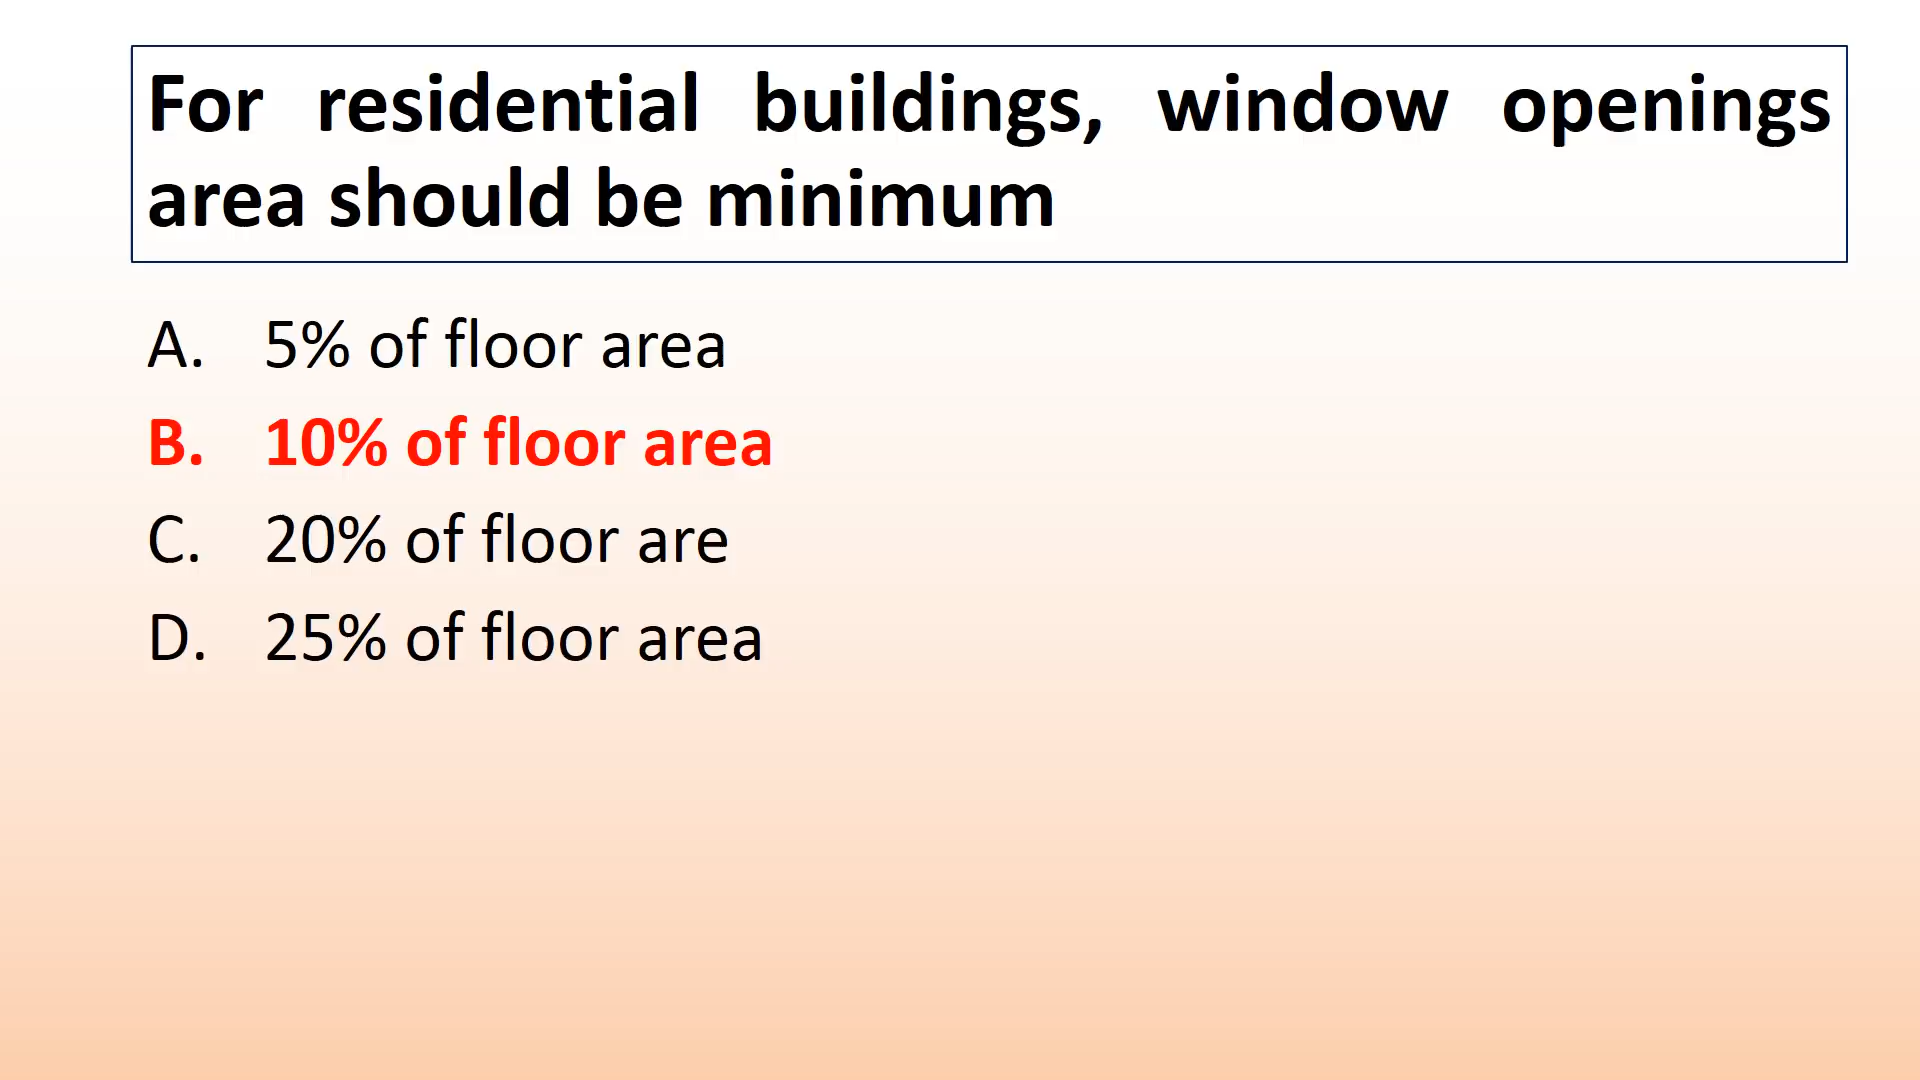 For residential buildings, window openings
area should be minimum
A. 5% of floor area
B. 10% of floor area
C. 20% of floor are
D. 25% of floor area